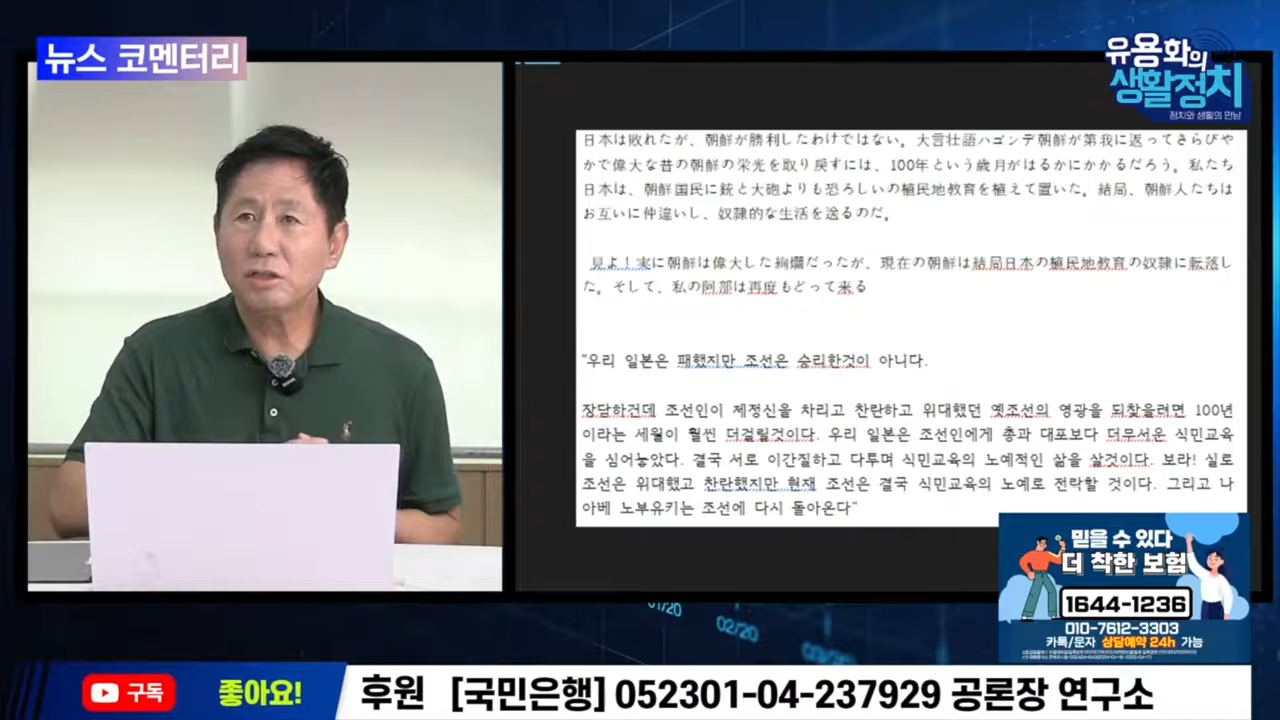 뉴스 코멘터리
유용화의
생활정치
정치와 생활의 만남
日本は敗れたが、朝鮮が勝利したわけではない。大言壮語ハゴンデ朝鮮が第我に返ってきらびや
かで偉大な昔の朝鮮の栄光を取り戻すには、100年という歳月がはるかにかかるだろう。私たち
日本は、朝鮮国民に銃と大砲よりも恐ろしいの植民地教育を植えて置いた。結局、朝鮮人たちは
お互いに仲違いし、奴隷的な生活を送るのだ。
見よ！実に朝鮮は偉大した絢爛だったが、現在の朝鮮は結局日本の植民地教育の奴隷に転落し
た。そして、私の阿部は再度もどって来る
"우리 일본은 패했지만 조선은 승리한것이 아니다.
장담하건데 조선인이 제정신을 차리고 찬란하고 위대했던 옛조선의 영광을 되찾을려면 100년
이라는 세월이 훨씬 더걸릴것이다. 우리 일본은 조선인에게 총과 대포보다 더무서운 식민교육
을 심어놓았다. 결국 서로 이간질하고 다투며 식민교육의 노예적인 삶을 살것이다. 보라! 실로
조선은 위대했고 찬란했지만 현재 조선은 결국 식민교육의 노예로 전락할 것이다. 그리고 나
아베 노부유키는 조선에 다시 돌아온다"
믿을 수 있다
더 착한 보험
1644-1236
010-7612-3303
카톡/문자 상담예약 24h 가능
01/20
02/20
구독
좋아요!
후원 [국민은행] 052301-04-237929 공론장 연구소